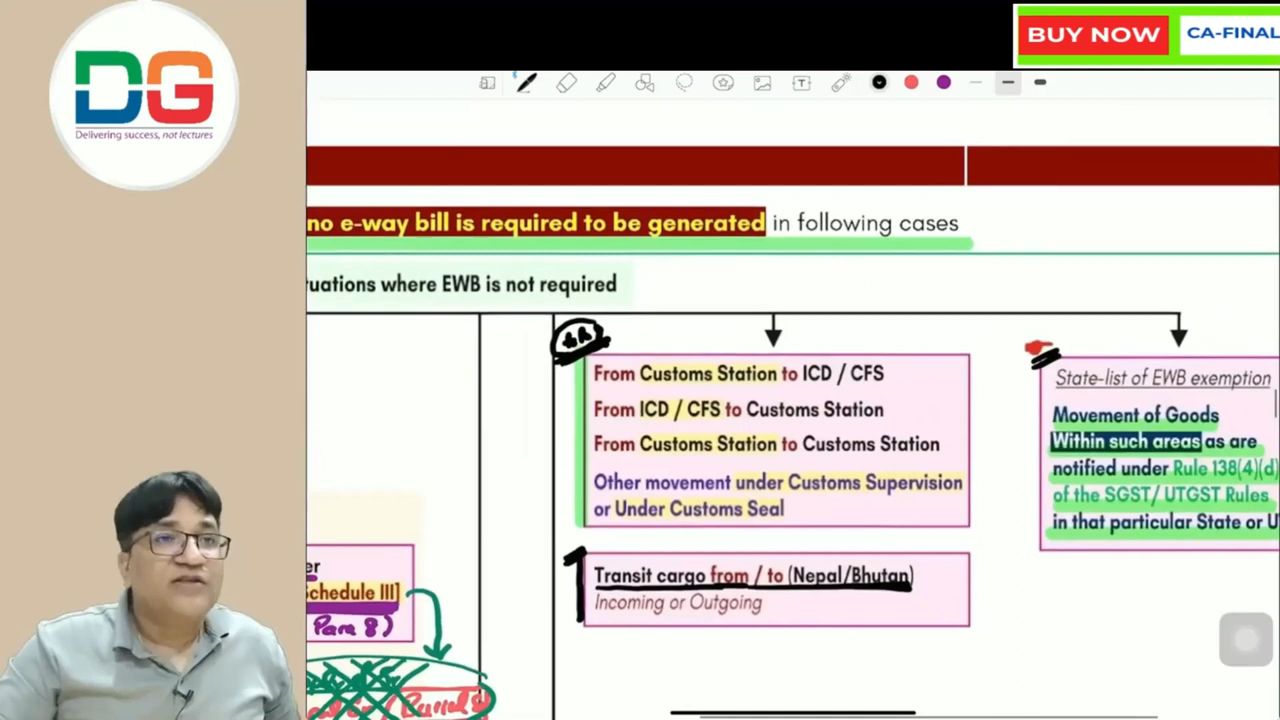 DG
Delivering success, not lectures
BUY NOW
CA-FINAL
no e-way bill is required to be generated in following cases
tuations where EWB is not required
From Customs Station to ICD / CFS
From ICD / CFS to Customs Station
From Customs Station to Customs Station
Other movement under Customs Supervision
or Under Customs Seal
Transit cargo from / to (Nepal/Bhutan)
Incoming or Outgoing
State-list of EWB exemption
Movement of Goods
Within such areas as are
notified under Rule 138(4)(d)
of the SGST/ UTGST Rules
in that particular State or U
er
chedule III]
Para 8)